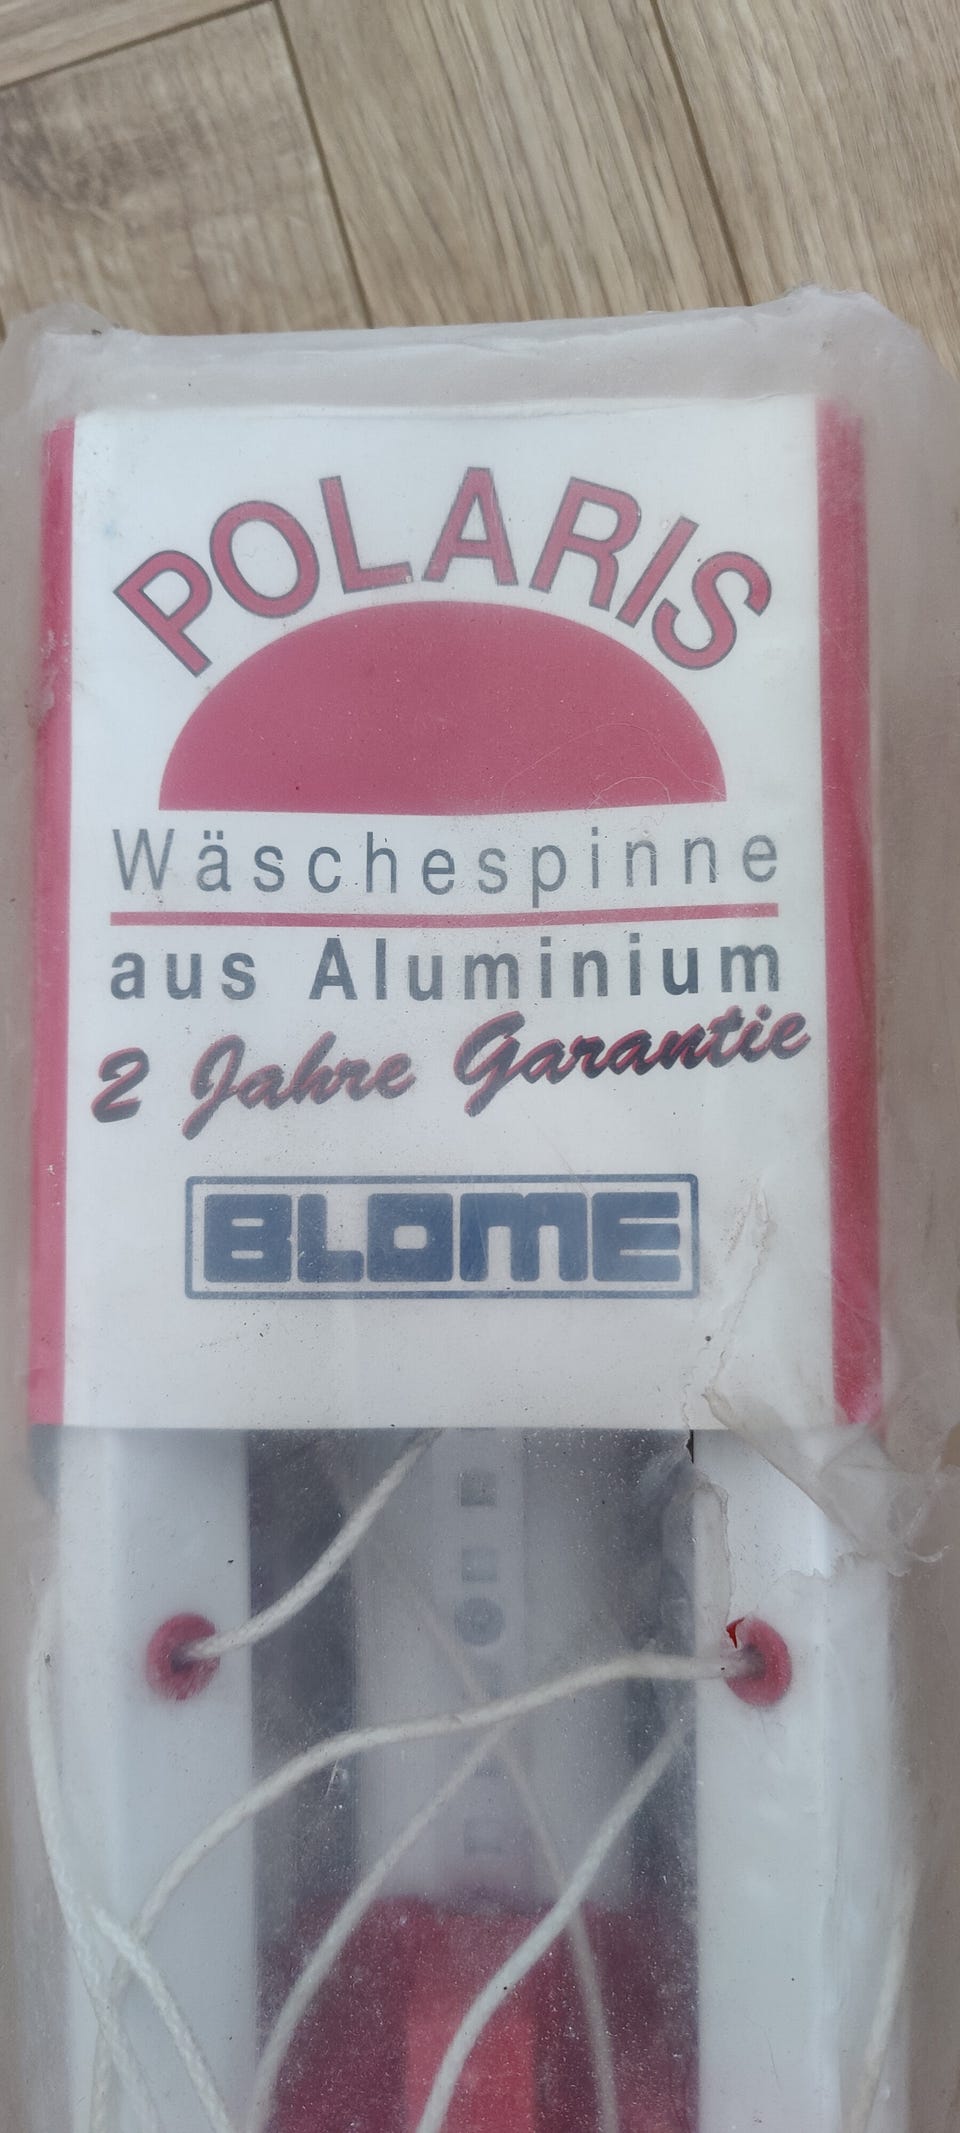 POLARIS
Wäschespinne
aus Aluminium
2 Jahre Garantie
BLOME